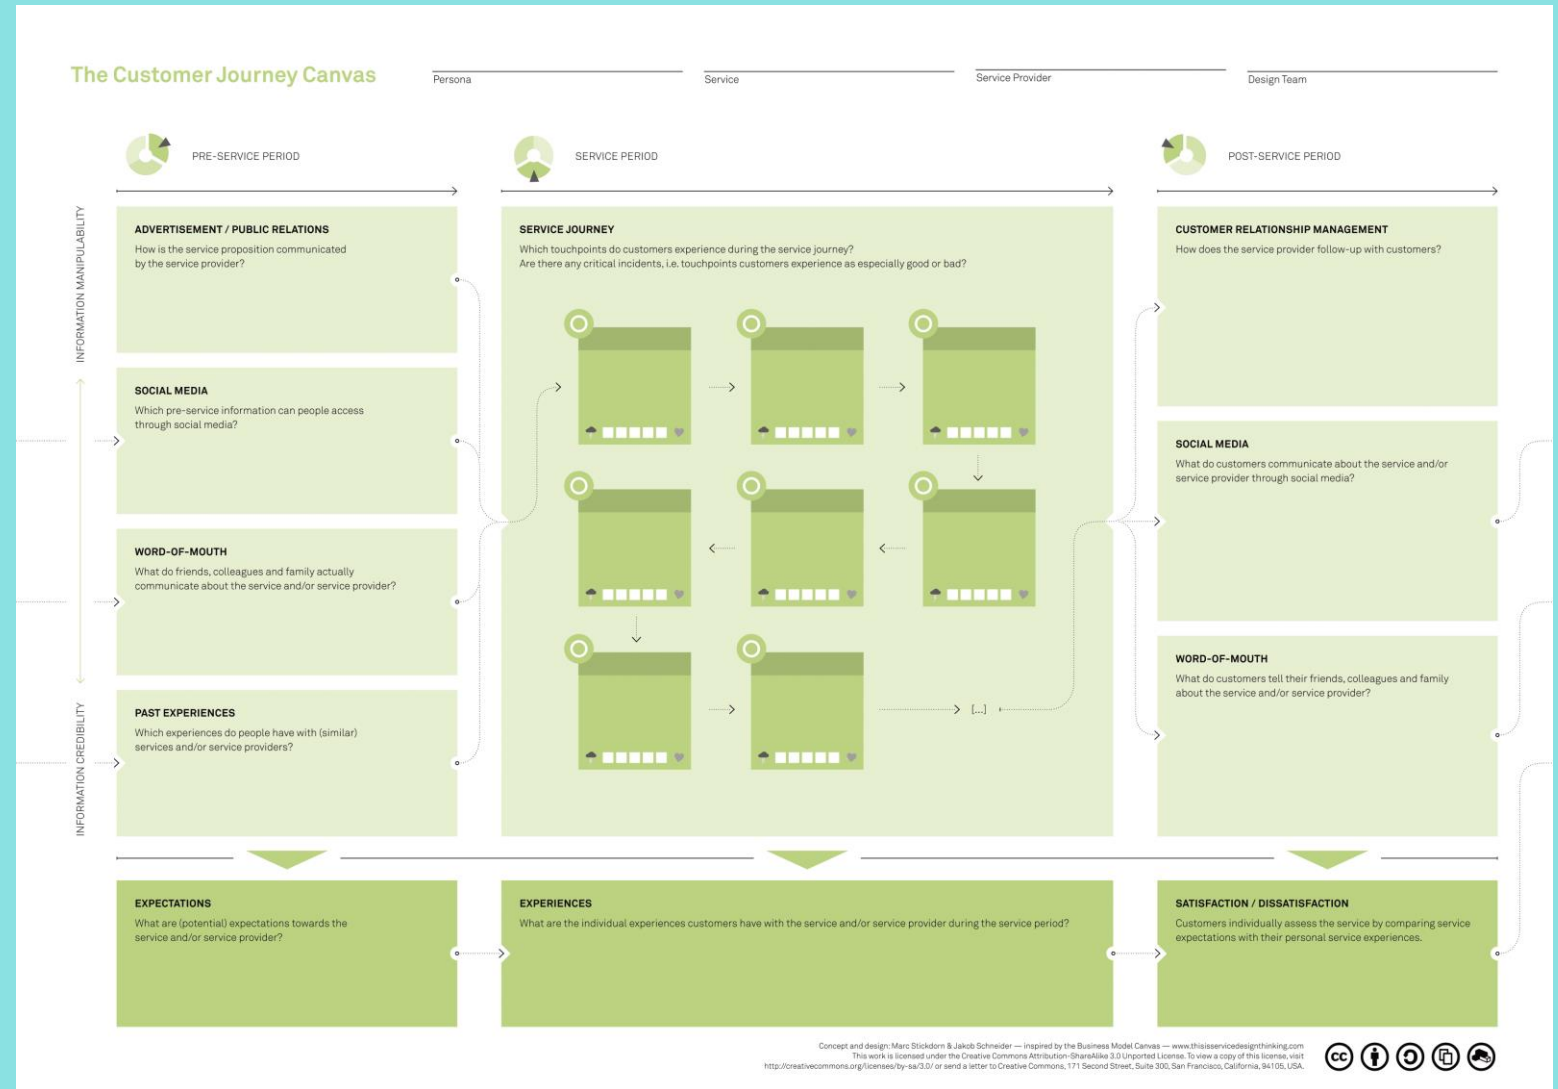 The Customer Journey Canvas
Persona
Service
Service Provider
Design Team
PRE-SERVICE PERIOD
SERVICE PERIOD
POST-SERVICE PERIOD
INFORMATION MANIPULABILITY
INFORMATION CREDIBILITY
ADVERTISEMENT / PUBLIC RELATIONS
How is the service proposition communicated
by the service provider?
SOCIAL MEDIA
Which pre-service information can people access
through social media?
WORD-OF-MOUTH
What do friends, colleagues and family actually
communicate about the service and/or service provider?
PAST EXPERIENCES
Which experiences do people have with (similar)
services and/or service providers?
SERVICE JOURNEY
Which touchpoints do customers experience during the service journey?
Are there any critical incidents, i.e. touchpoints customers experience as especially good or bad?
[...]
CUSTOMER RELATIONSHIP MANAGEMENT
How does the service provider follow-up with customers?
SOCIAL MEDIA
What do customers communicate about the service and/or
service provider through social media?
WORD-OF-MOUTH
What do customers tell their friends, colleagues and family
about the service and/or service provider?
EXPECTATIONS
What are (potential) expectations towards the
service and/or service provider?
EXPERIENCES
What are the individual experiences customers have with the service and/or service provider during the service period?
SATISFACTION / DISSATISFACTION
Customers individually assess the service by comparing service
expectations with their personal service experiences.
Concept and design: Marc Stickdorn & Jakob Schneider — inspired by the Business Model Canvas — www.thisisservicedesignthinking.com
This work is licensed under the Creative Commons Attribution-ShareAlike 3.0 Unported License. To view a copy of this license, visit
http://creativecommons.org/licenses/by-sa/3.0/ or send a letter to Creative Commons, 171 Second Street, Suite 300, San Francisco, California, 94105, USA.
cc